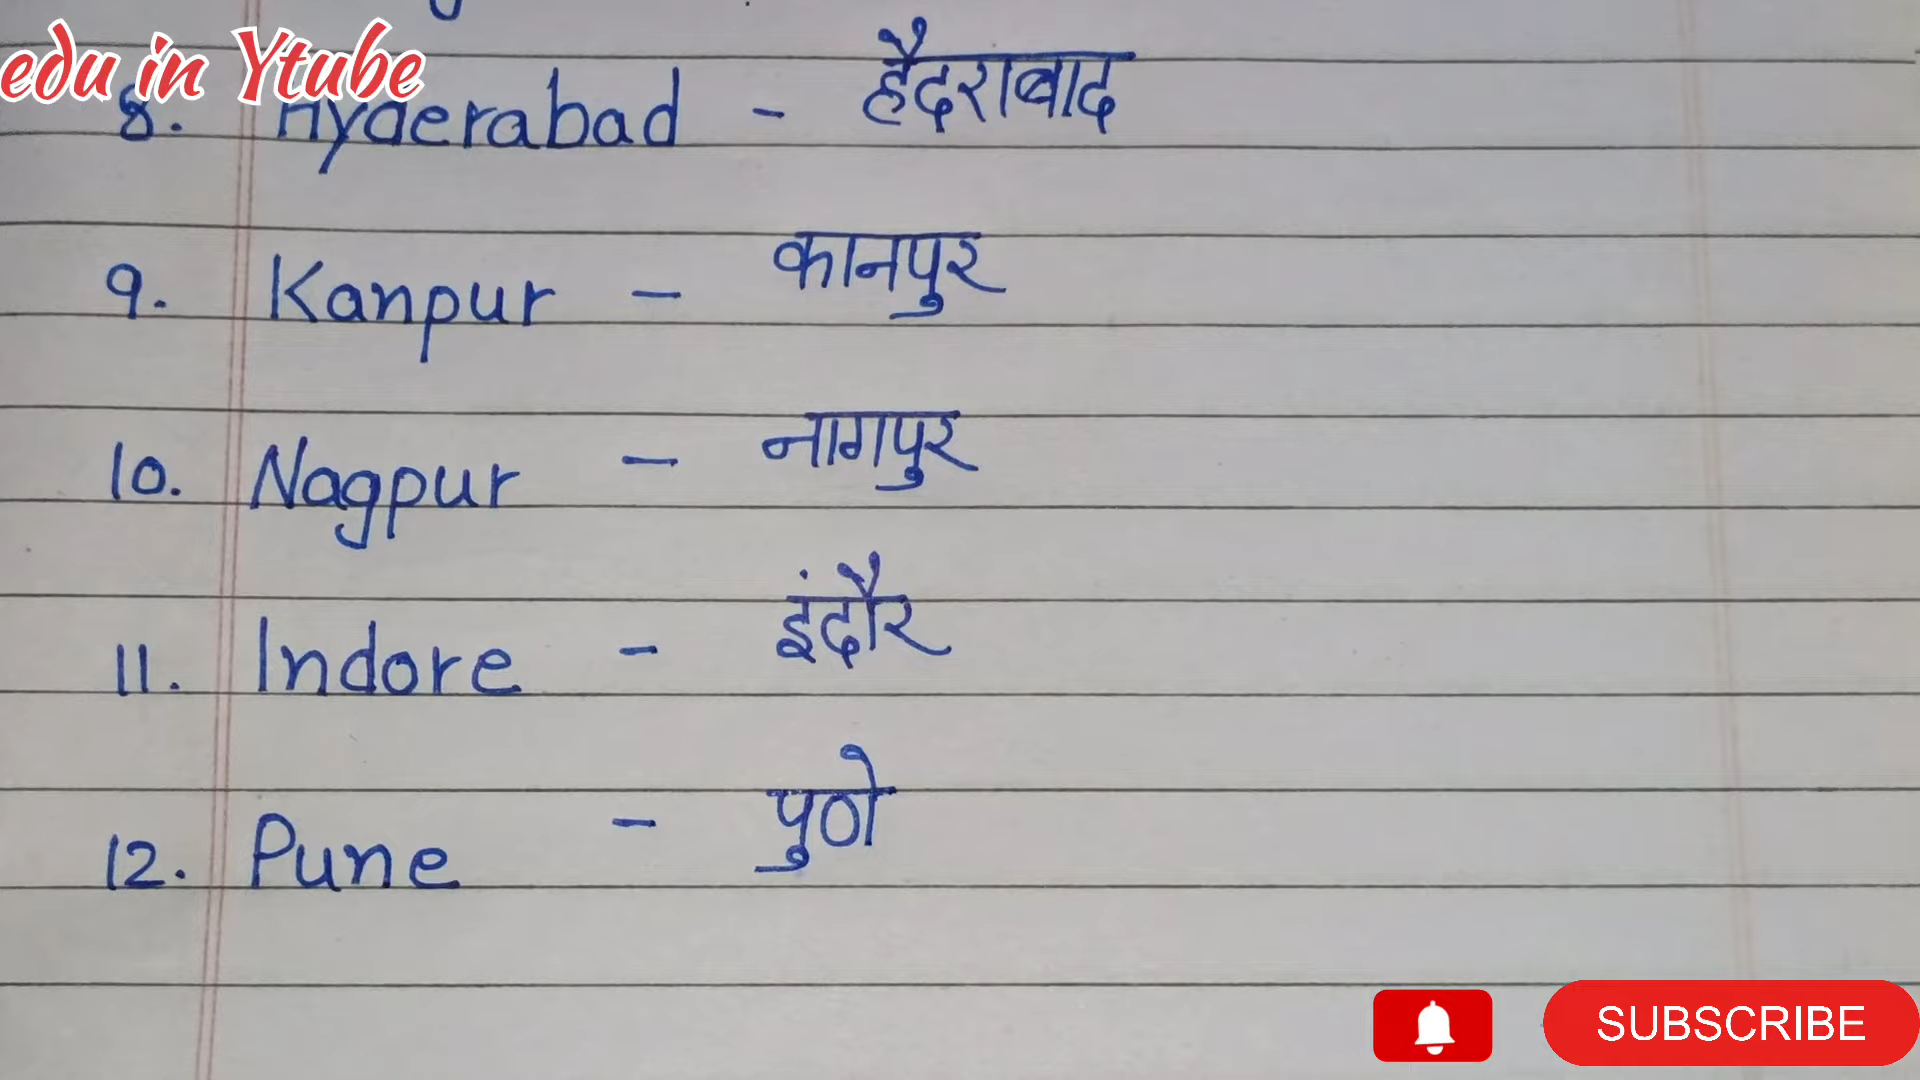 edu in Ytube
8. Hyderabad - हैदराबाद
9. Kanpur - कानपुर
10. Nagpur - नागपुर
11. Indore - इंदौर
12. Pune - पुणे
SUBSCRIBE